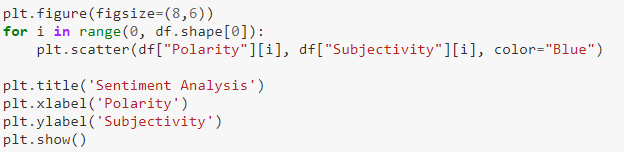 plt.figure(figsize=(8,6))
for i in range(0, df.shape[0]):
    plt.scatter(df["Polarity"][i], df["Subjectivity"][i], color="Blue")

plt.title('Sentiment Analysis')
plt.xlabel('Polarity')
plt.ylabel('Subjectivity')
plt.show()